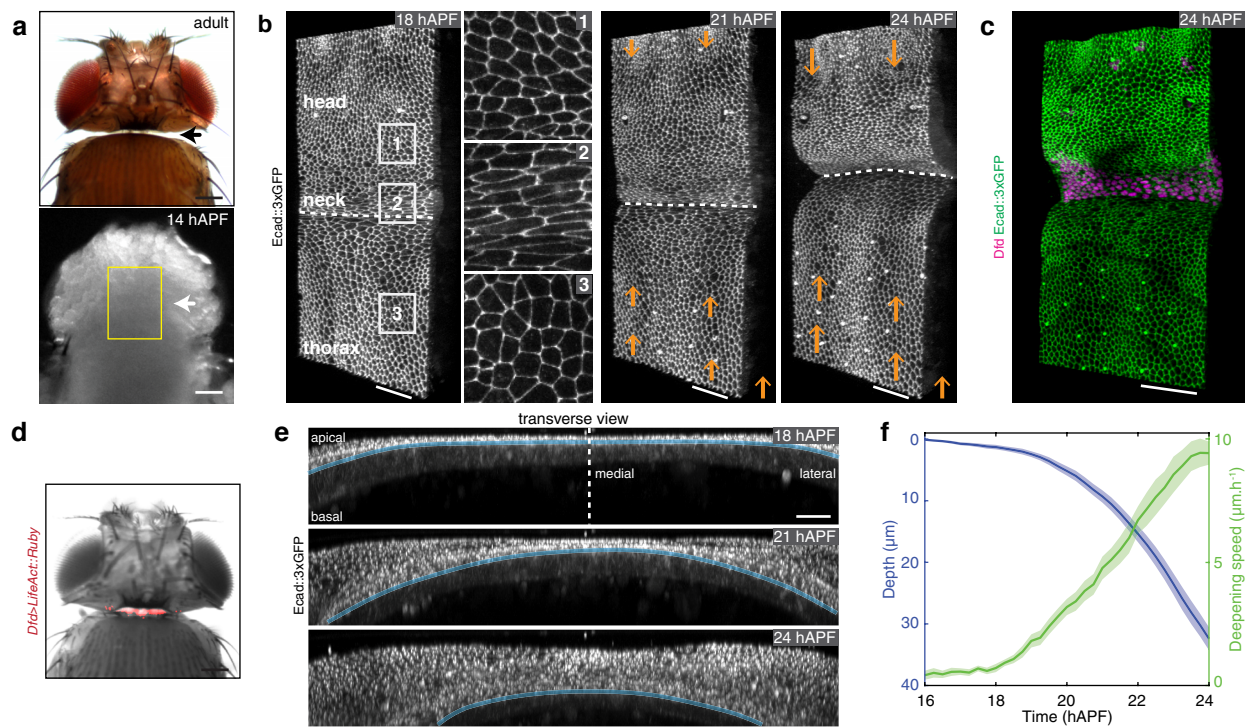 a
adult
14 hAPF
b
Ecad::3xGFP
18 hAPF
head
1
neck
2
3
thorax
1
2
3
21 hAPF
24 hAPF
c
Dfd Ecad::3xGFP
24 hAPF
d
Dfd>LifeAct::Ruby
e
transverse view
Ecad::3xGFP
apical
18 hAPF
medial
lateral
basal
21 hAPF
24 hAPF
f
Depth (µm)
0
10
20
30
40
16
18
20
22
24
Time (hAPF)
10
5
0
Deepening speed (µm.h⁻¹)